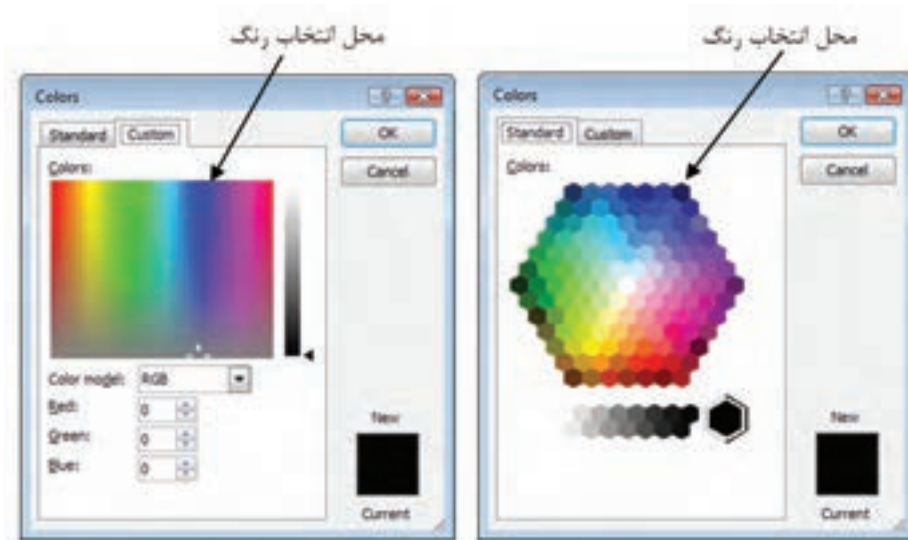 محل انتخاب رنگ
Colors
Standard
Custom
OK
Cancel
Colors:
Color model:
RGB
Red:
0
Green:
0
Blue:
0
New
Current
محل انتخاب رنگ
Colors
Standard
Custom
OK
Cancel
Colors:
New
Current